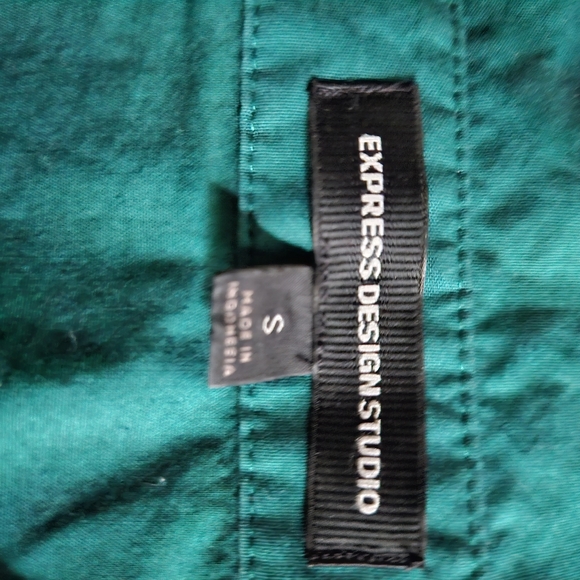 EXPRESS DESIGN STUDIO
S
MADE IN
INDONESIA